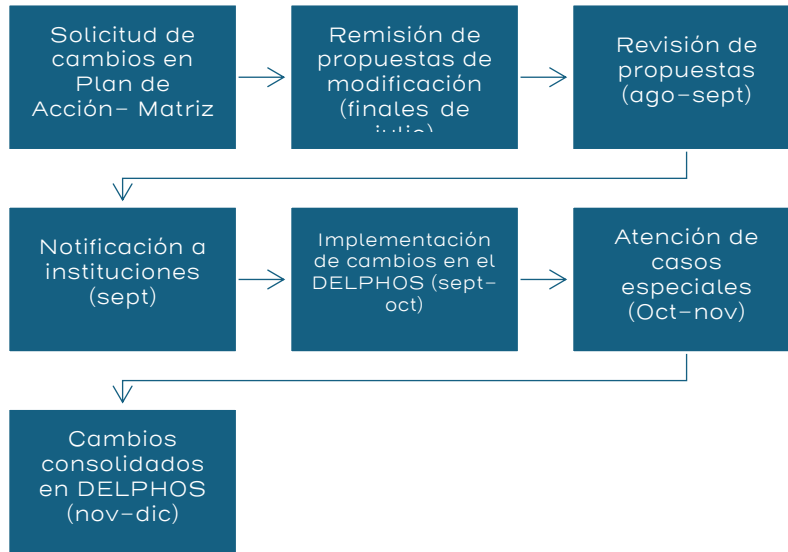 Solicitud de
cambios en
Plan de
Acción– Matriz
Remisión de
propuestas de
modificación
(finales de
julio)
Revisión de
propuestas
(ago–sept)
Notificación a
instituciones
(sept)
Implementación
de cambios en el
DELPHOS (sept–
oct)
Atención de
casos
especiales
(Oct–nov)
Cambios
consolidados
en DELPHOS
(nov–dic)